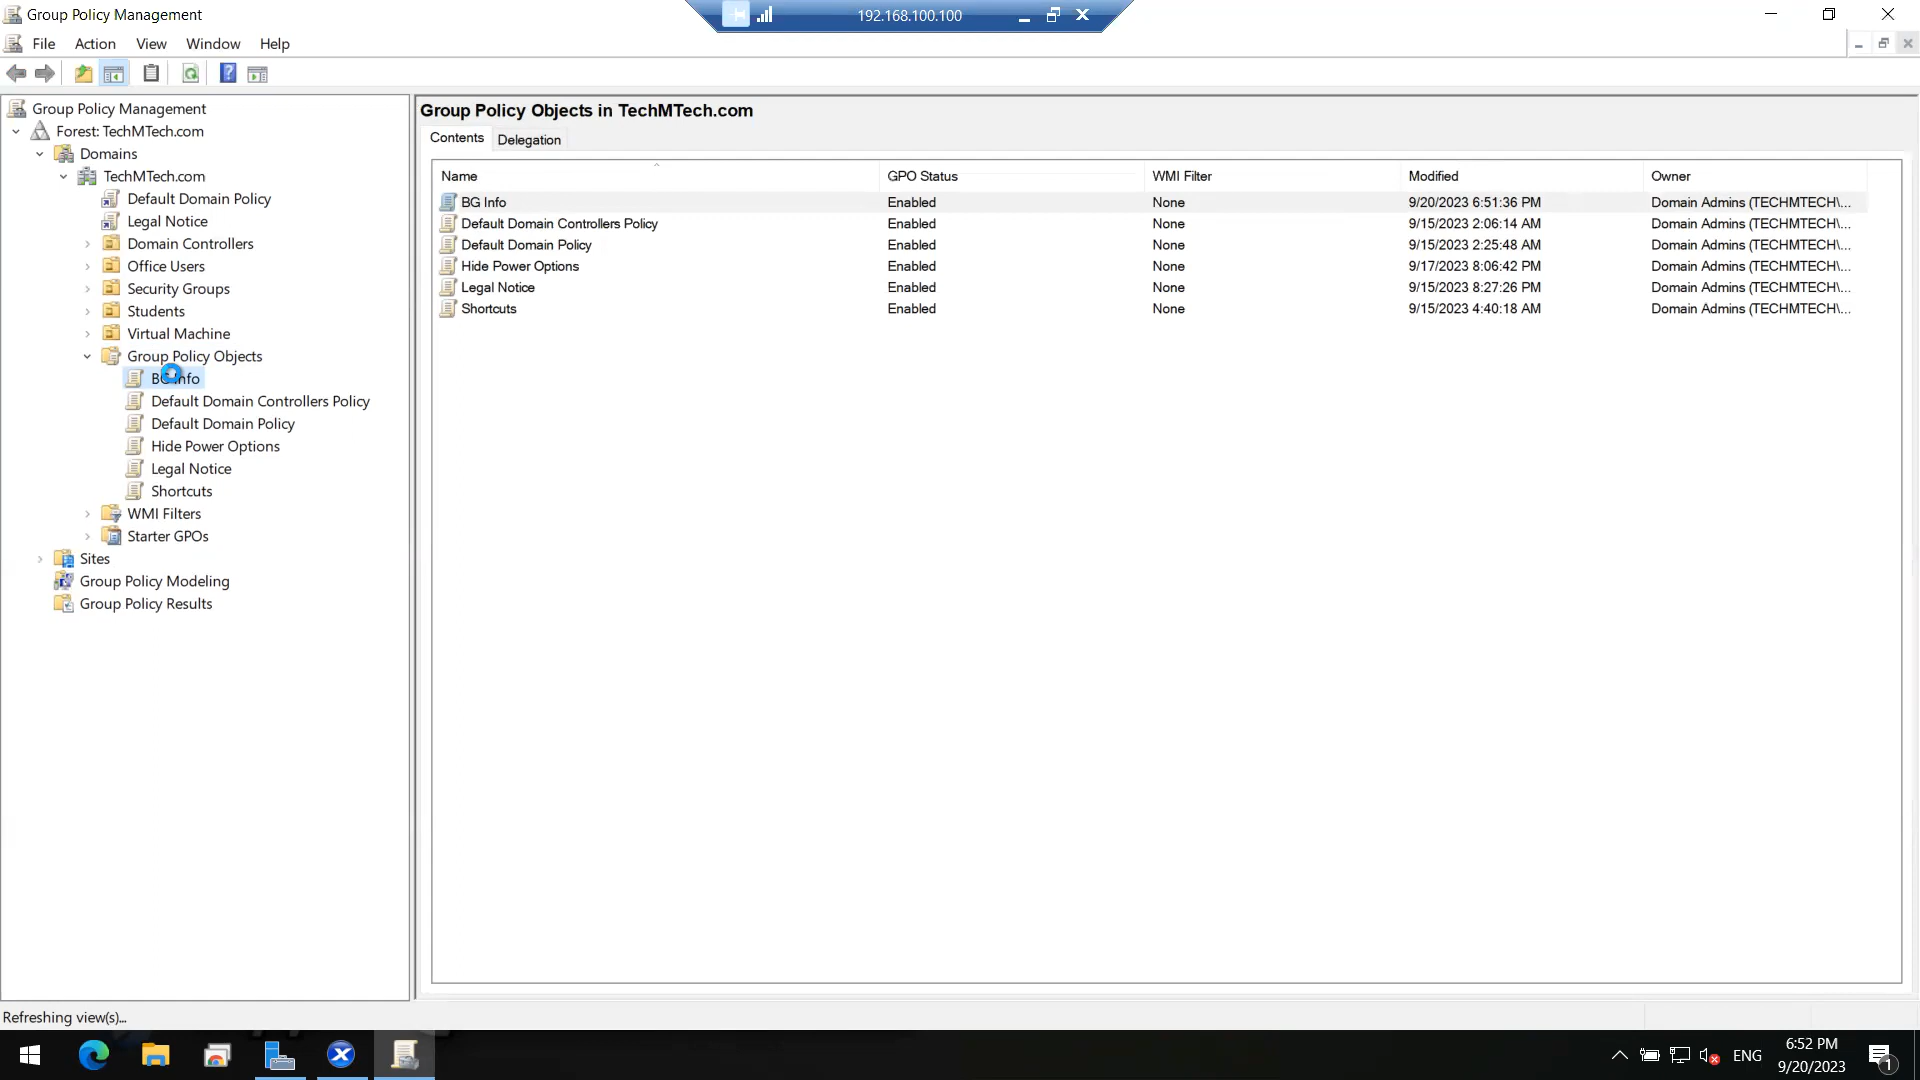 Group Policy Management
192.168.100.100
File Action View Window Help
Group Policy Management
Forest: TechMTech.com
Domains
TechMTech.com
Default Domain Policy
Legal Notice
Domain Controllers
Office Users
Security Groups
Students
Virtual Machine
Group Policy Objects
BG Info
Default Domain Controllers Policy
Default Domain Policy
Hide Power Options
Legal Notice
Shortcuts
WMI Filters
Starter GPOs
Sites
Group Policy Modeling
Group Policy Results
Group Policy Objects in TechMTech.com
Contents Delegation
Name GPO Status WMI Filter Modified Owner
BG Info Enabled None 9/20/2023 6:51:36 PM Domain Admins (TECHMTECH\...
Default Domain Controllers Policy Enabled None 9/15/2023 2:06:14 AM Domain Admins (TECHMTECH\...
Default Domain Policy Enabled None 9/15/2023 2:25:48 AM Domain Admins (TECHMTECH\...
Hide Power Options Enabled None 9/17/2023 8:06:42 PM Domain Admins (TECHMTECH\...
Legal Notice Enabled None 9/15/2023 8:27:26 PM Domain Admins (TECHMTECH\...
Shortcuts Enabled None 9/15/2023 4:40:18 AM Domain Admins (TECHMTECH\...
Refreshing view(s)...
ENG
6:52 PM
9/20/2023
1